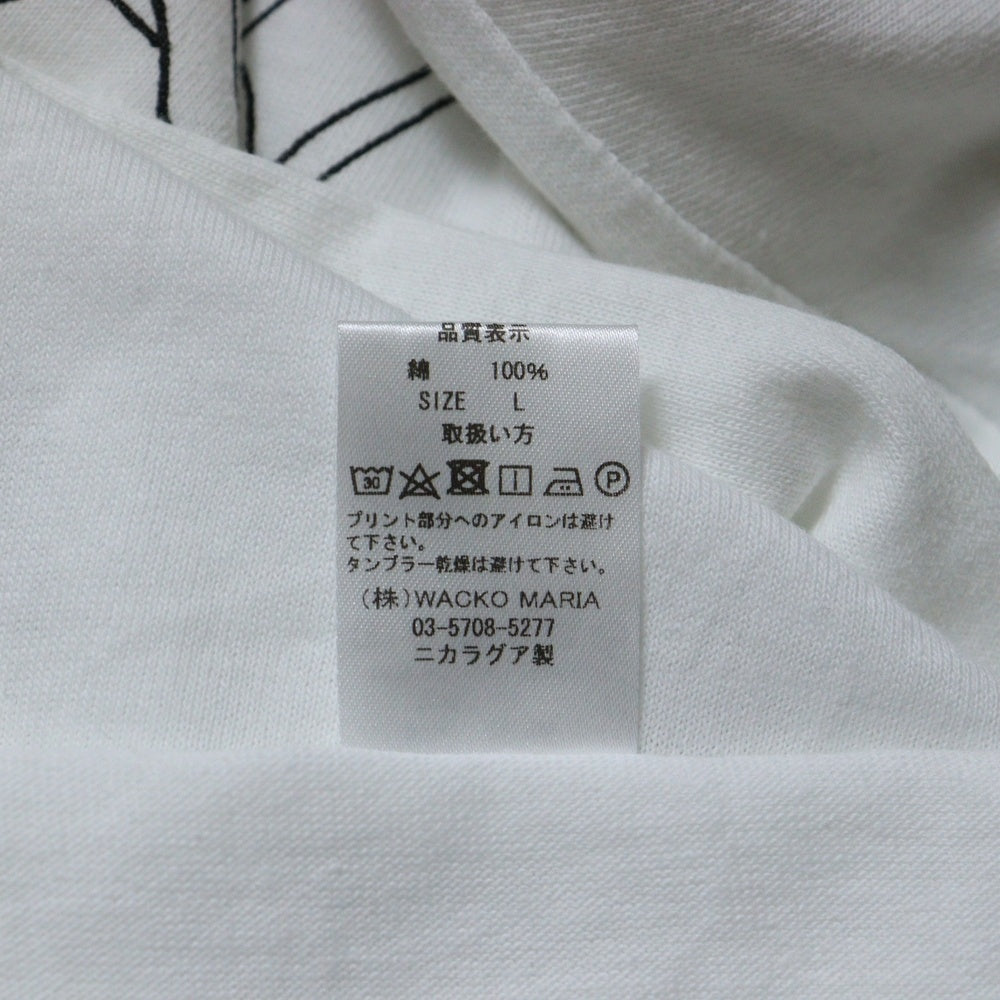 品質表示
綿 100%
SIZE L
取扱い方
30 P
プリント部分へのアイロンは避け
て下さい。
タンブラー乾燥は避けて下さい。
(株)WACKO MARIA
03-5708-5277
ニカラグア製